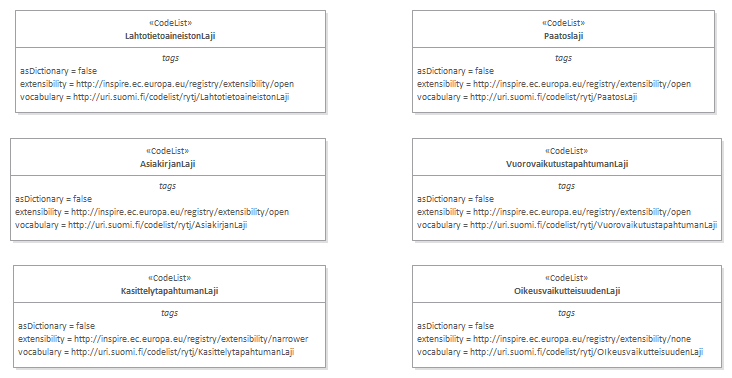 «CodeList»
LahtotietoaineistonLaji
tags
asDictionary = false
extensibility = http://inspire.ec.europa.eu/registry/extensibility/open
vocabulary = http://uri.suomi.fi/codelist/rytj/LahtotietoaineistonLaji
«CodeList»
Paatoslaji
tags
asDictionary = false
extensibility = http://inspire.ec.europa.eu/registry/extensibility/open
vocabulary = http://uri.suomi.fi/codelist/rytj/PaatosLaji
«CodeList»
AsiakirjanLaji
tags
asDictionary = false
extensibility = http://inspire.ec.europa.eu/registry/extensibility/open
vocabulary = http://uri.suomi.fi/codelist/rytj/AsiakirjanLaji
«CodeList»
VuorovaikutustapahtumanLaji
tags
asDictionary = false
extensibility = http://inspire.ec.europa.eu/registry/extensibility/open
vocabulary = http://uri.suomi.fi/codelist/rytj/VuorovaikutustapahtumanLaji
«CodeList»
KasittelytapahtumanLaji
tags
asDictionary = false
extensibility = http://inspire.ec.europa.eu/registry/extensibility/narrower
vocabulary = http://uri.suomi.fi/codelist/rytj/KasittelytapahtumanLaji
«CodeList»
OikeusvaikutteisuudenLaji
tags
asDictionary = false
extensibility = http://inspire.ec.europa.eu/registry/extensibility/none
vocabulary = http://uri.suomi.fi/codelist/rytj/OIkeusvaikutteisuudenLaji